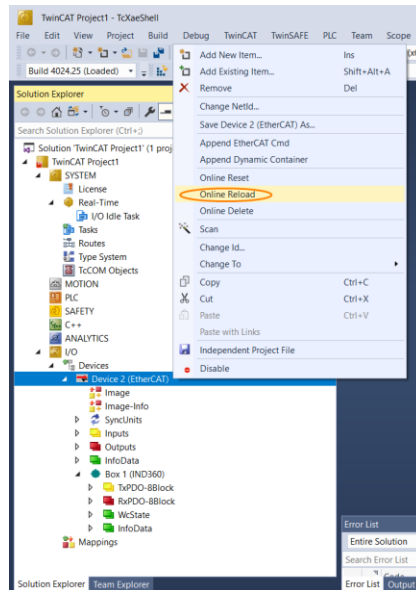 TwinCAT Project1 - TcXaeShell
File Edit View Project Build Debug TwinCAT TwinSAFE PLC Team Scope
Build 4024.25 (Loaded)
Solution Explorer
Search Solution Explorer (Ctrl+;)
Solution 'TwinCAT Project1' (1 proj
TwinCAT Project1
SYSTEM
License
Real-Time
I/O Idle Task
Tasks
Routes
Type System
TcCOM Objects
MOTION
PLC
SAFETY
C++
ANALYTICS
I/O
Devices
Device 2 (EtherCAT)
Image
Image-Info
SyncUnits
Inputs
Outputs
InfoData
Box 1 (IND360)
TxPDO-8Block
RxPDO-8Block
WcState
InfoData
Mappings
Solution Explorer Team Explorer
Add New Item... Ins
Add Existing Item... Shift+Alt+A
Remove Del
Change NetId...
Save Device 2 (EtherCAT) As...
Append EtherCAT Cmd
Append Dynamic Container
Online Reset
Online Reload
Online Delete
Scan
Change Id...
Change To
Copy Ctrl+C
Cut Ctrl+X
Paste Ctrl+V
Paste with Links
Independent Project File
Disable
Error List
Entire Solution
Search Error List
Error List Output